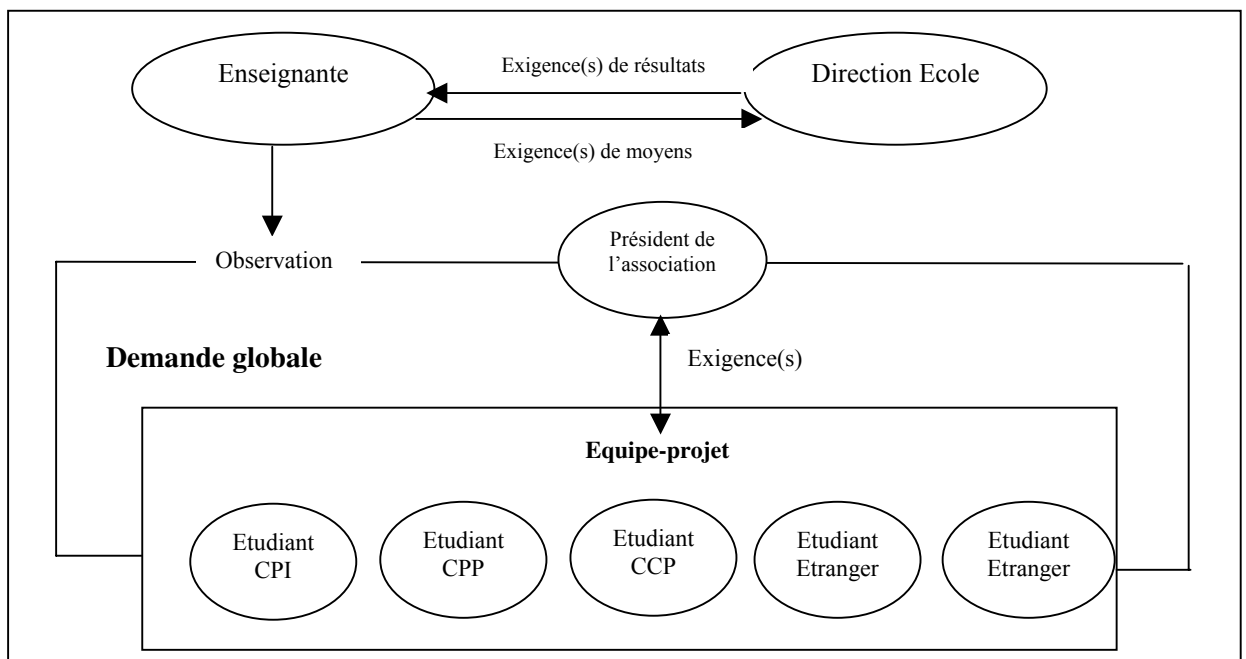 Enseignante
Exigence(s) de résultats
Direction Ecole
Exigence(s) de moyens
Président de
l’association
Observation
Demande globale
Exigence(s)
Equipe-projet
Etudiant
CPI
Etudiant
CPP
Etudiant
CCP
Etudiant
Etranger
Etudiant
Etranger